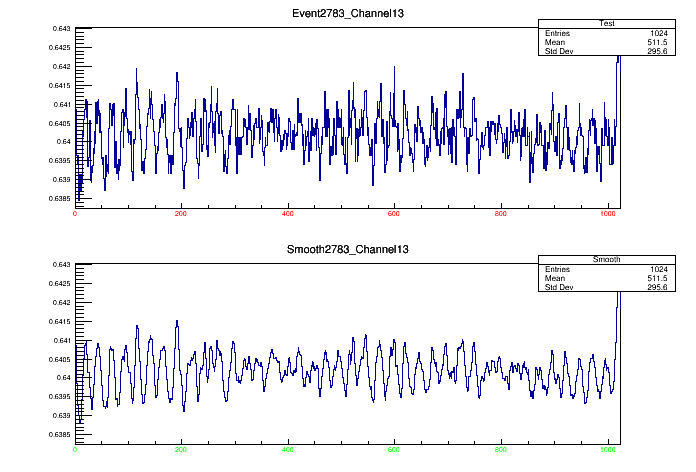 Event2783_Channel13
Test
Entries 1024
Mean 511.5
Std Dev 295.6
0.643
0.6425
0.642
0.6415
0.641
0.6405
0.64
0.6395
0.639
0.6385
0 200 400 600 800 1000
Smooth2783_Channel13
Smooth
Entries 1024
Mean 511.5
Std Dev 295.6
0.643
0.6425
0.642
0.6415
0.641
0.6405
0.64
0.6395
0.639
0.6385
0 200 400 600 800 1000